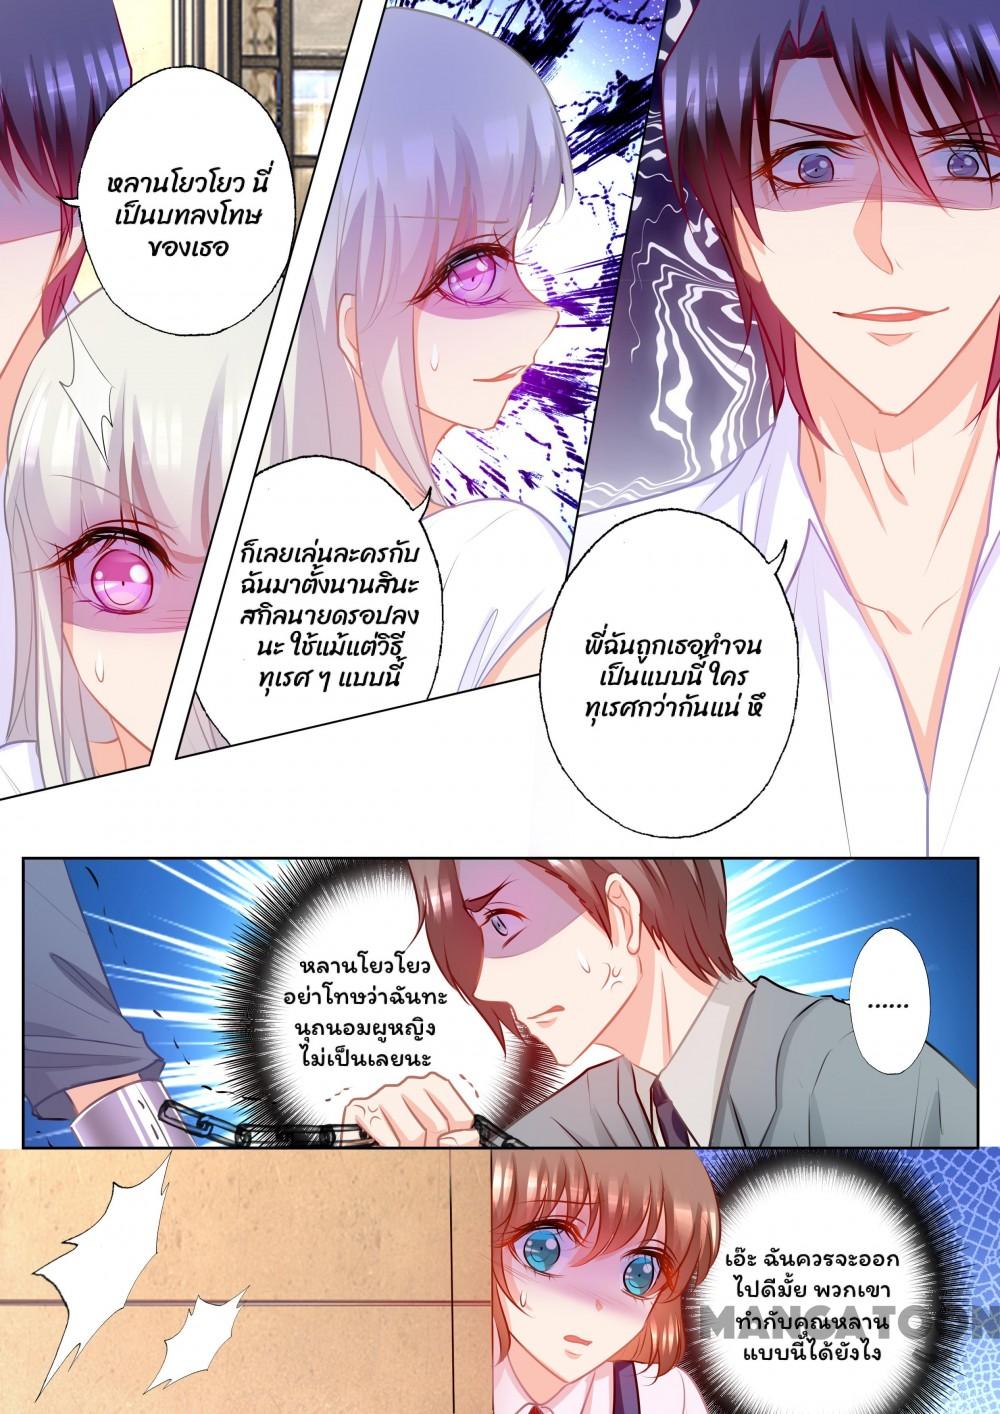 หลานโยวโยว นี่
เป็นบทลงโทษ
ของเธอ
ก็เลยเล่นละครกับ
ฉันมาตั้งนานสินะ
สกิลนายดรอปลง
นะ ใช้แม้แต่วิธี
ทุเรศ ๆ แบบนี้
พี่ฉันถูกเธอทำจน
เป็นแบบนี้ ใคร
ทุเรศกว่ากันแน่ หึ
หลานโยวโยว
อย่าโทษว่าฉันทะ
นุถนอมผู้หญิง
ไม่เป็นเลยนะ
......
เอ๊ะ ฉันควรจะออก
ไปดีมั้ย พวกเขา
ทำกับคุณหลาน
แบบนี้ได้ยังไง
MANGATOON